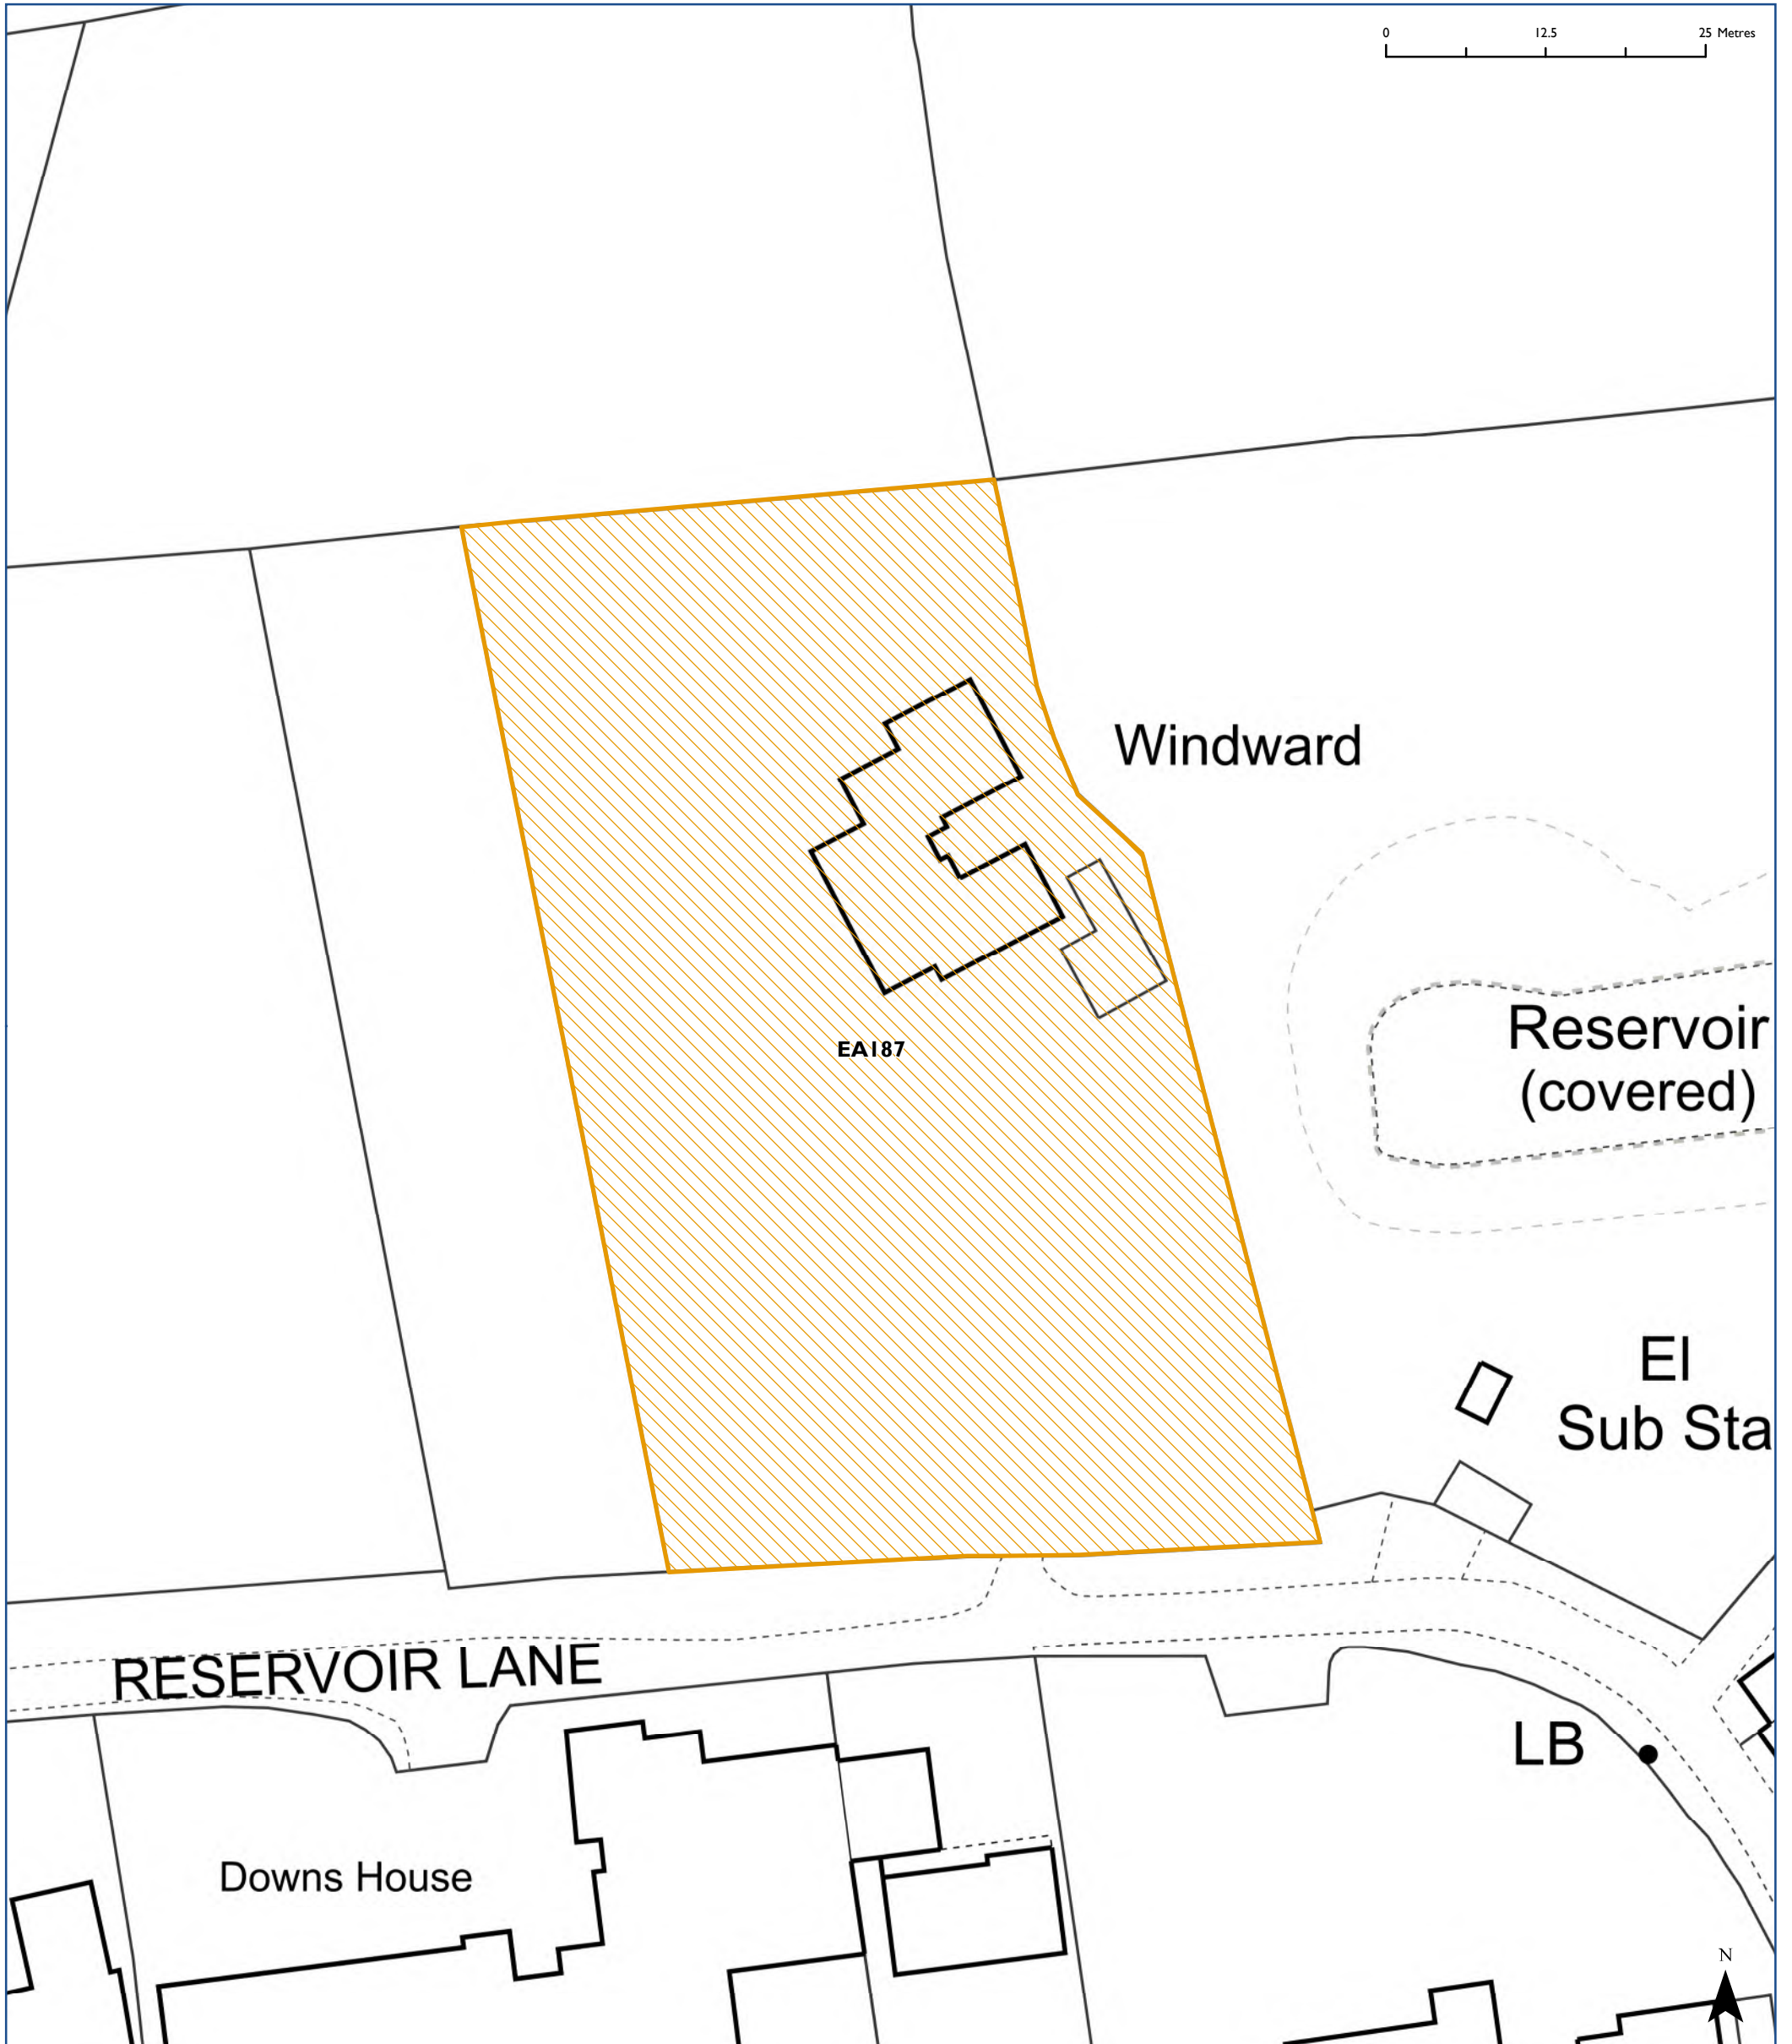 0 12.5 25 Metres
Windward
Reservoir
(covered)
EA187
El
Sub Sta
RESERVOIR LANE
LB
Downs House
N